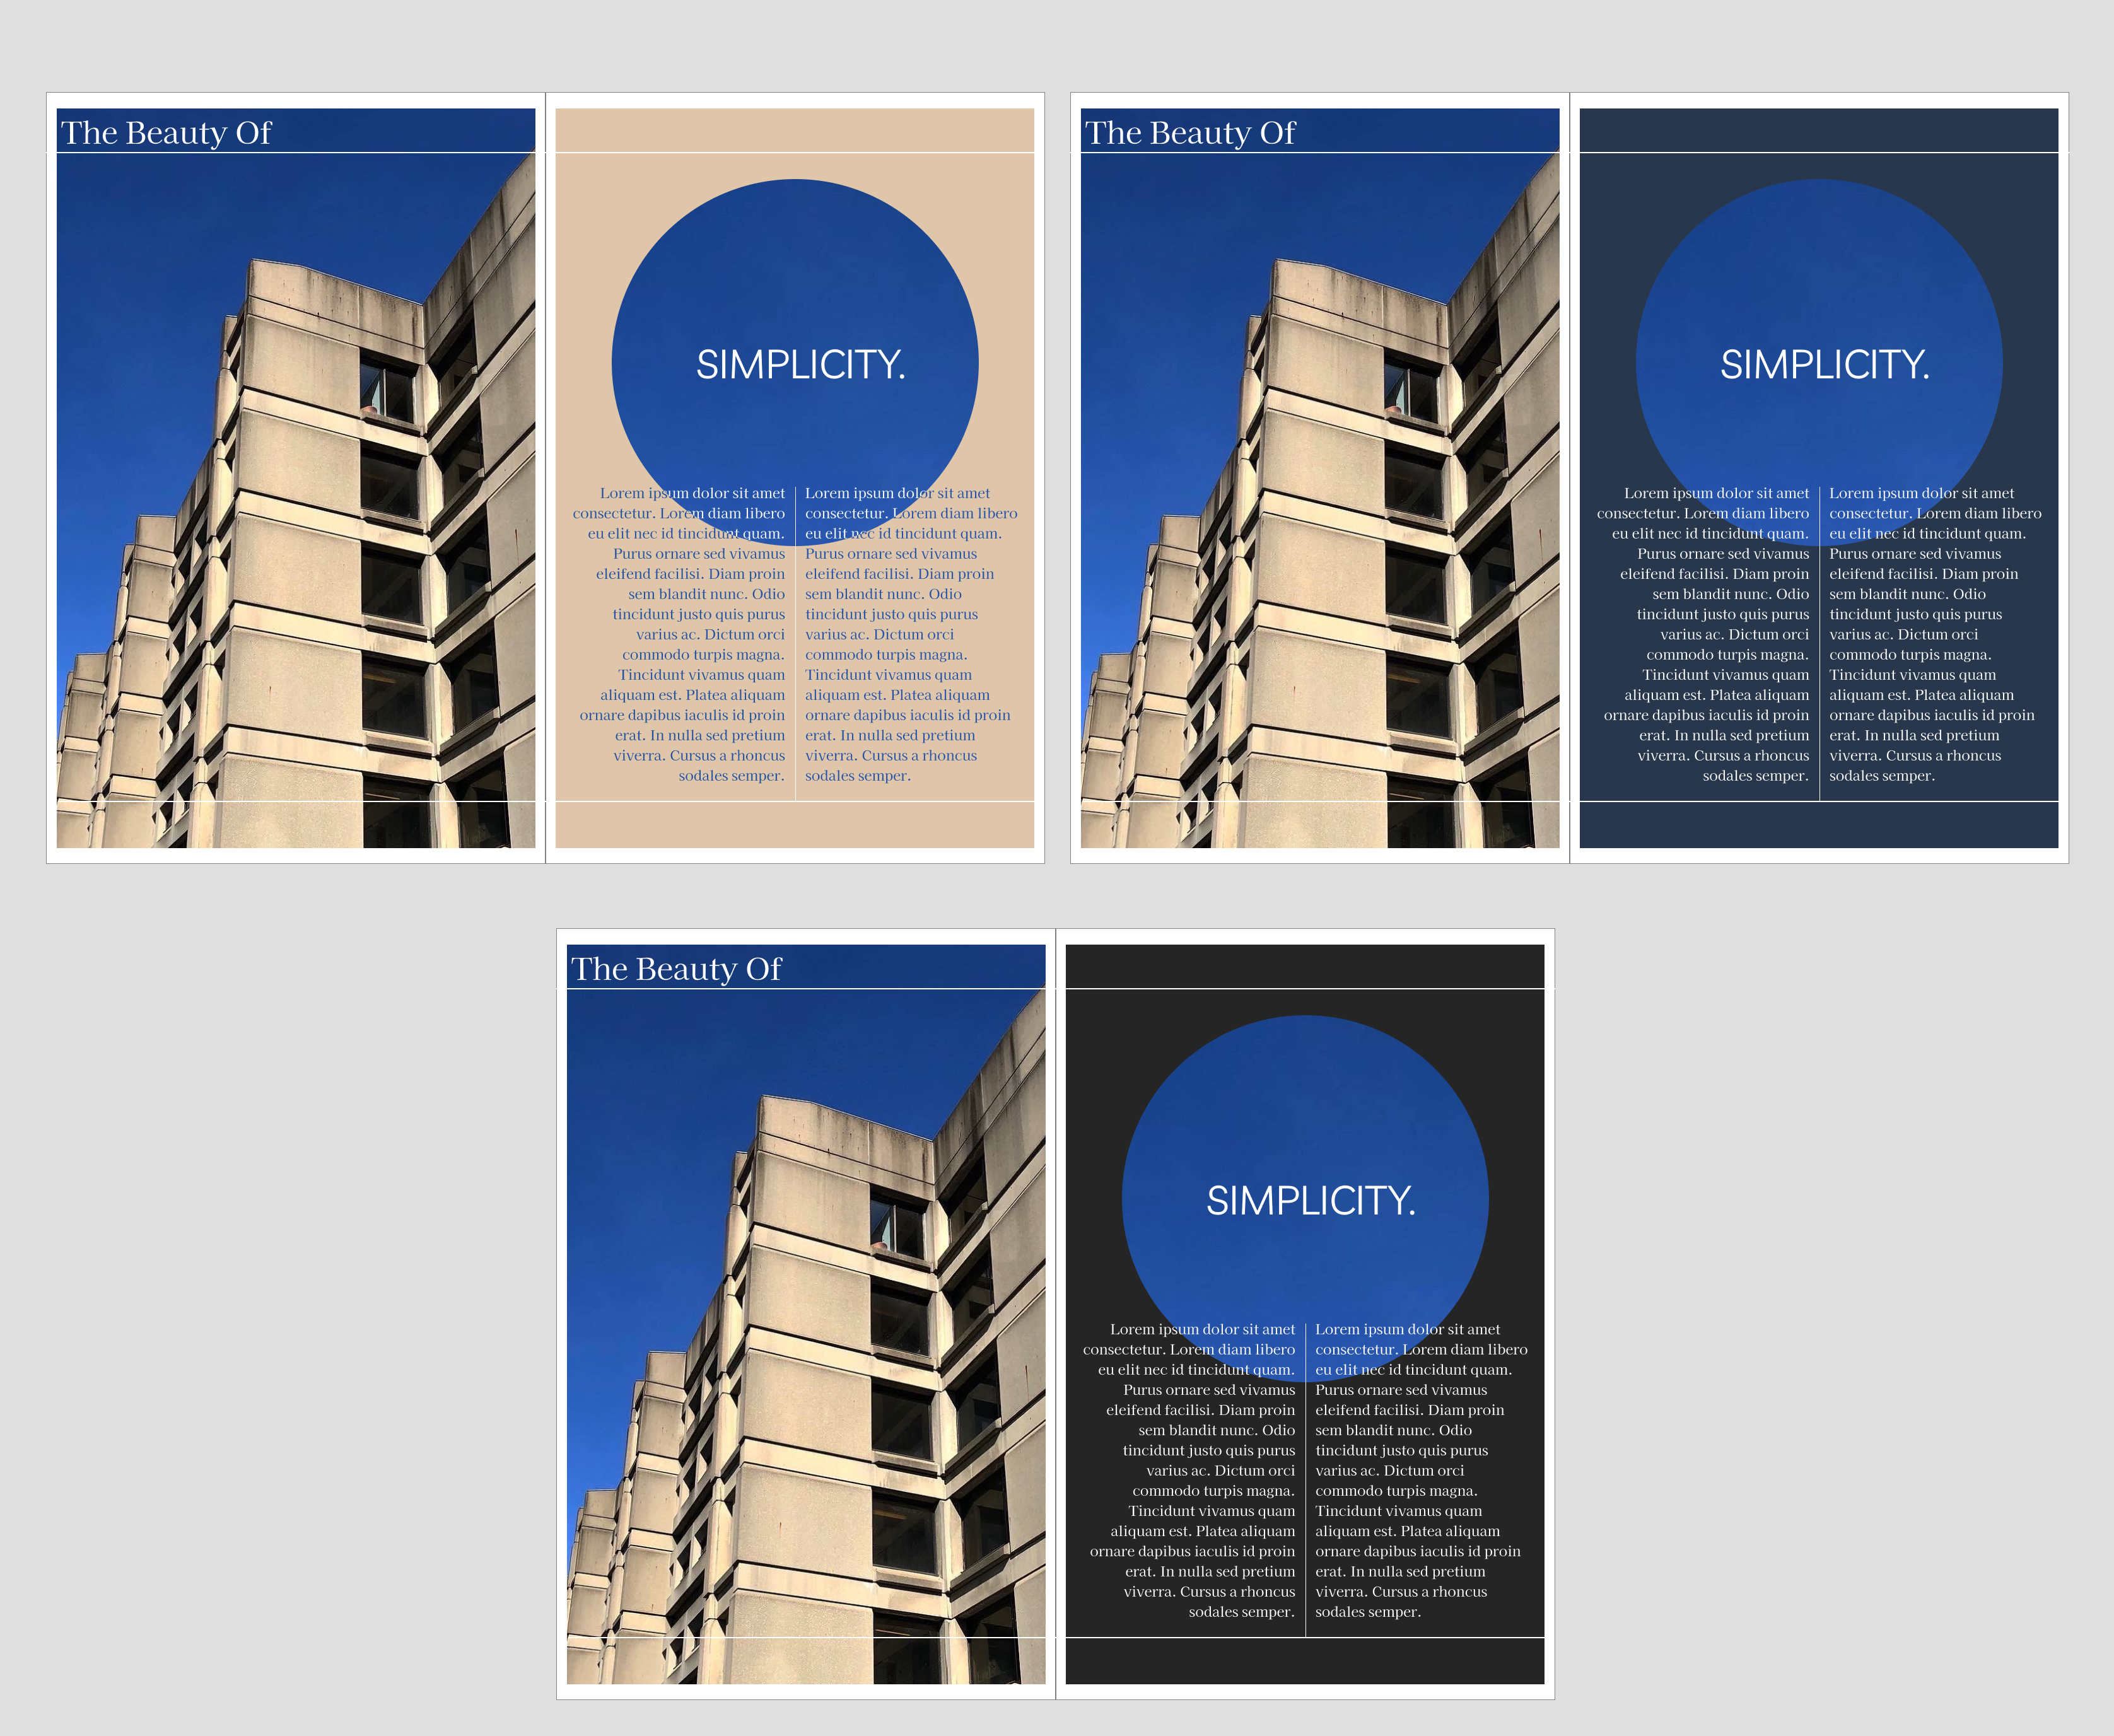 The Beauty Of
SIMPLICITY.
Lorem ipsum dolor sit amet
consectetur. Lorem diam libero
eu elit nec id tincidunt quam.
Purus ornare sed vivamus
eleifend facilisi. Diam proin
sem blandit nunc. Odio
tincidunt justo quis purus
varius ac. Dictum orci
commodo turpis magna.
Tincidunt vivamus quam
aliquam est. Platea aliquam
ornare dapibus iaculis id proin
erat. In nulla sed pretium
viverra. Cursus a rhoncus
sodales semper.
Lorem ipsum dolor sit amet
consectetur. Lorem diam libero
eu elit nec id tincidunt quam.
Purus ornare sed vivamus
eleifend facilisi. Diam proin
sem blandit nunc. Odio
tincidunt justo quis purus
varius ac. Dictum orci
commodo turpis magna.
Tincidunt vivamus quam
aliquam est. Platea aliquam
ornare dapibus iaculis id proin
erat. In nulla sed pretium
viverra. Cursus a rhoncus
sodales semper.
The Beauty Of
SIMPLICITY.
Lorem ipsum dolor sit amet
consectetur. Lorem diam libero
eu elit nec id tincidunt quam.
Purus ornare sed vivamus
eleifend facilisi. Diam proin
sem blandit nunc. Odio
tincidunt justo quis purus
varius ac. Dictum orci
commodo turpis magna.
Tincidunt vivamus quam
aliquam est. Platea aliquam
ornare dapibus iaculis id proin
erat. In nulla sed pretium
viverra. Cursus a rhoncus
sodales semper.
Lorem ipsum dolor sit amet
consectetur. Lorem diam libero
eu elit nec id tincidunt quam.
Purus ornare sed vivamus
eleifend facilisi. Diam proin
sem blandit nunc. Odio
tincidunt justo quis purus
varius ac. Dictum orci
commodo turpis magna.
Tincidunt vivamus quam
aliquam est. Platea aliquam
ornare dapibus iaculis id proin
erat. In nulla sed pretium
viverra. Cursus a rhoncus
sodales semper.
The Beauty Of
SIMPLICITY.
Lorem ipsum dolor sit amet
consectetur. Lorem diam libero
eu elit nec id tincidunt quam.
Purus ornare sed vivamus
eleifend facilisi. Diam proin
sem blandit nunc. Odio
tincidunt justo quis purus
varius ac. Dictum orci
commodo turpis magna.
Tincidunt vivamus quam
aliquam est. Platea aliquam
ornare dapibus iaculis id proin
erat. In nulla sed pretium
viverra. Cursus a rhoncus
sodales semper.
Lorem ipsum dolor sit amet
consectetur. Lorem diam libero
eu elit nec id tincidunt quam.
Purus ornare sed vivamus
eleifend facilisi. Diam proin
sem blandit nunc. Odio
tincidunt justo quis purus
varius ac. Dictum orci
commodo turpis magna.
Tincidunt vivamus quam
aliquam est. Platea aliquam
ornare dapibus iaculis id proin
erat. In nulla sed pretium
viverra. Cursus a rhoncus
sodales semper.